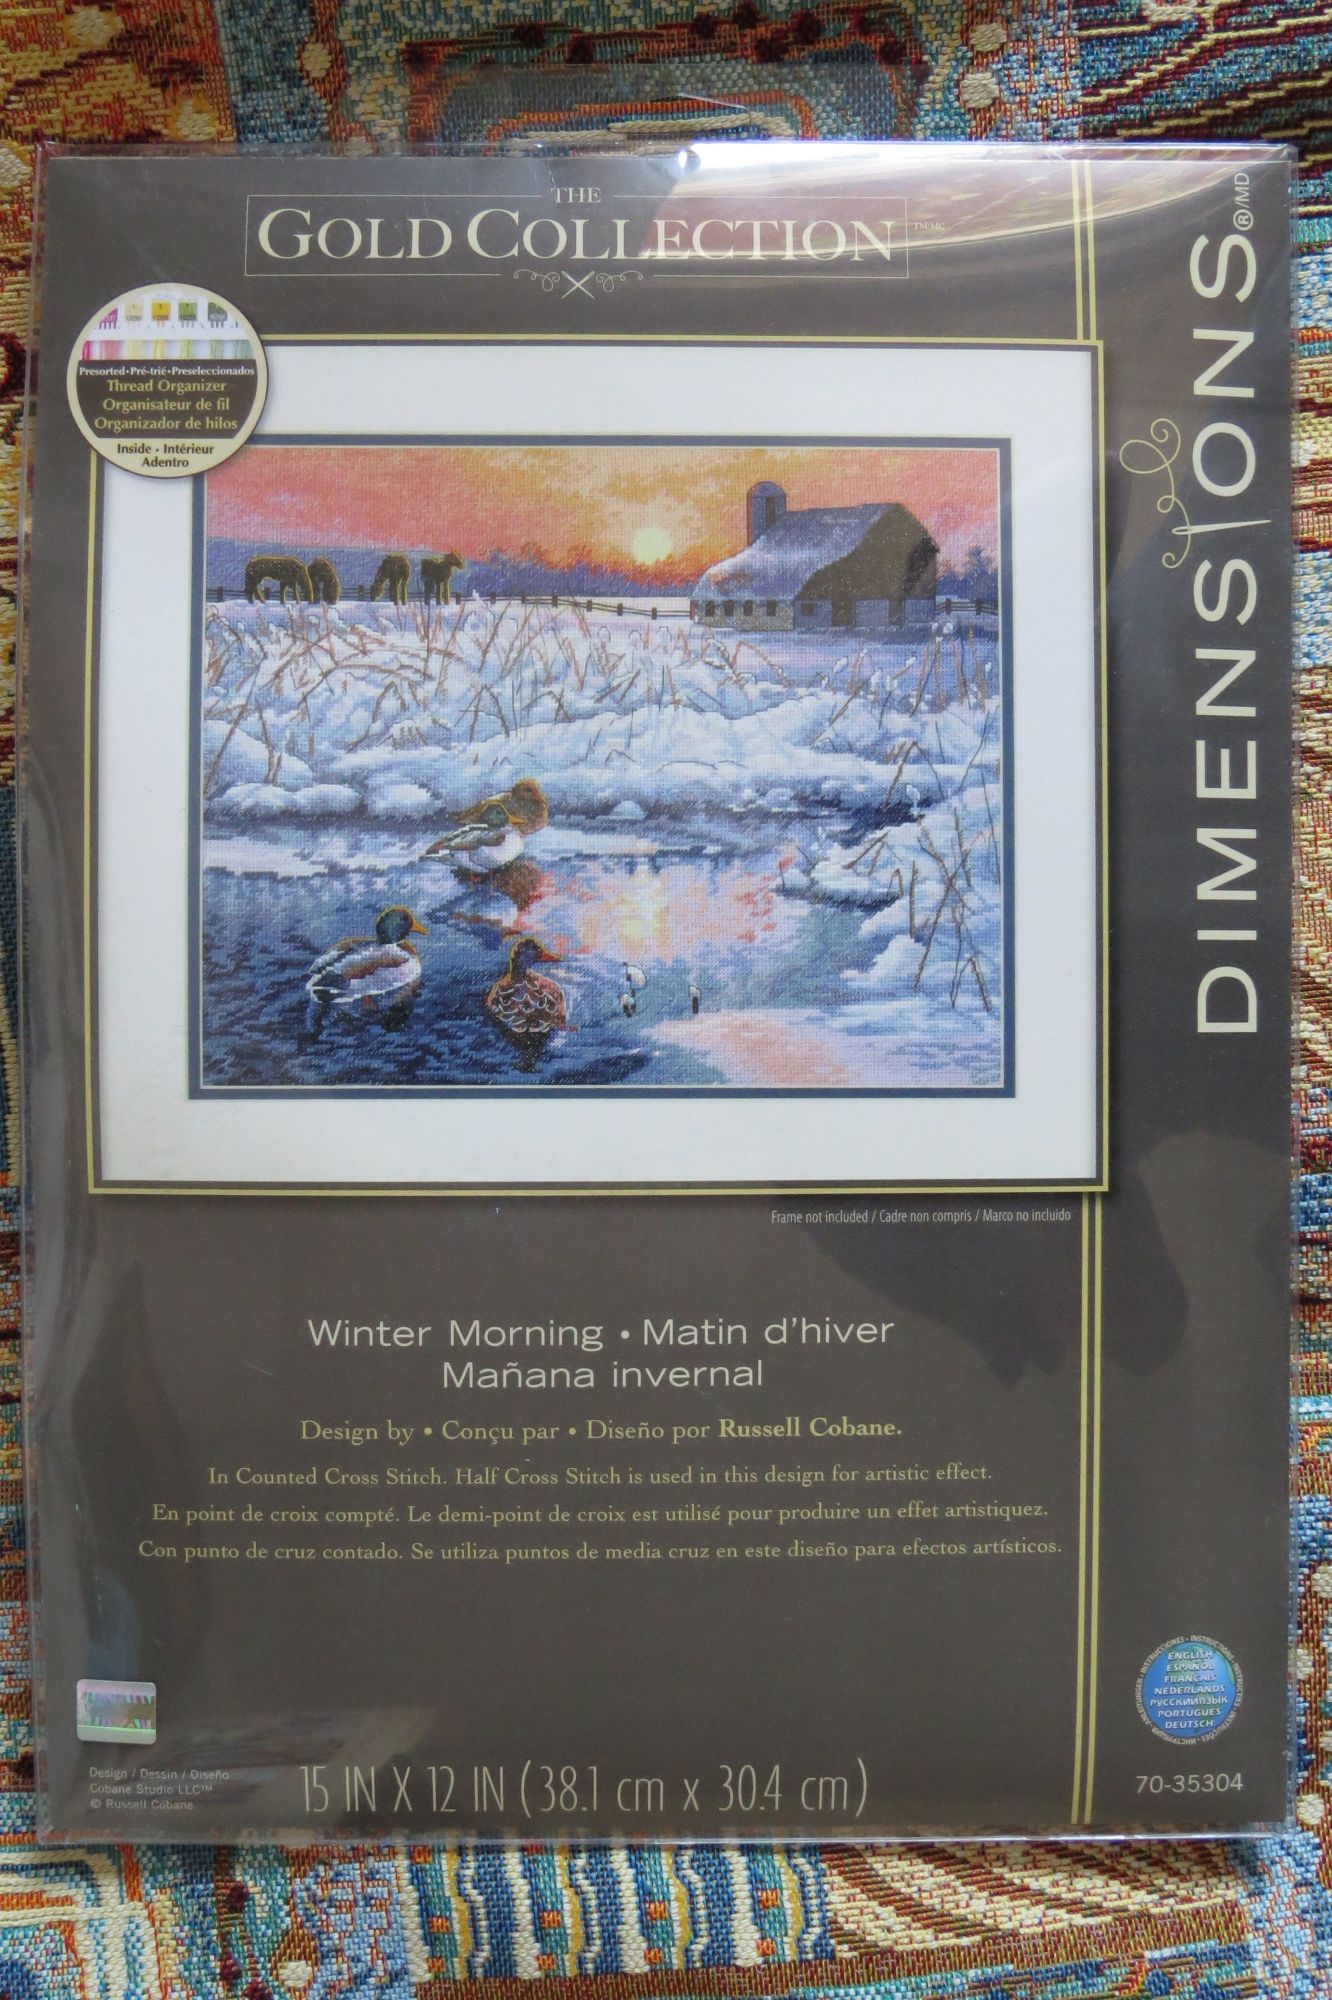 THE
GOLD COLLECTION TM/MC
DIMENSIONS®/MD
Presorted•Pré-trié•Preseleccionados
Thread Organizer
Organisateur de fil
Organizador de hilos
Inside • Intérieur
Adentro
Frame not included / Cadre non compris / Marco no incluido
Winter Morning • Matin d'hiver
Mañana invernal
Design by • Conçu par • Diseño por Russell Cobane.
In Counted Cross Stitch. Half Cross Stitch is used in this design for artistic effect.
En point de croix compté. Le demi-point de croix est utilisé pour produire un effet artistiquez.
Con punto de cruz contado. Se utiliza puntos de media cruz en este diseño para efectos artísticos.
ENGLISH
ESPAÑOL
FRANÇAIS
NEDERLANDS
РУССКИЙЯЗЫК
PORTUGUES
DEUTSCH
Design / Dessin / Diseño
Cobane Studio LLC™
© Russell Cobane
15 IN X 12 IN (38.1 cm x 30.4 cm)
70-35304